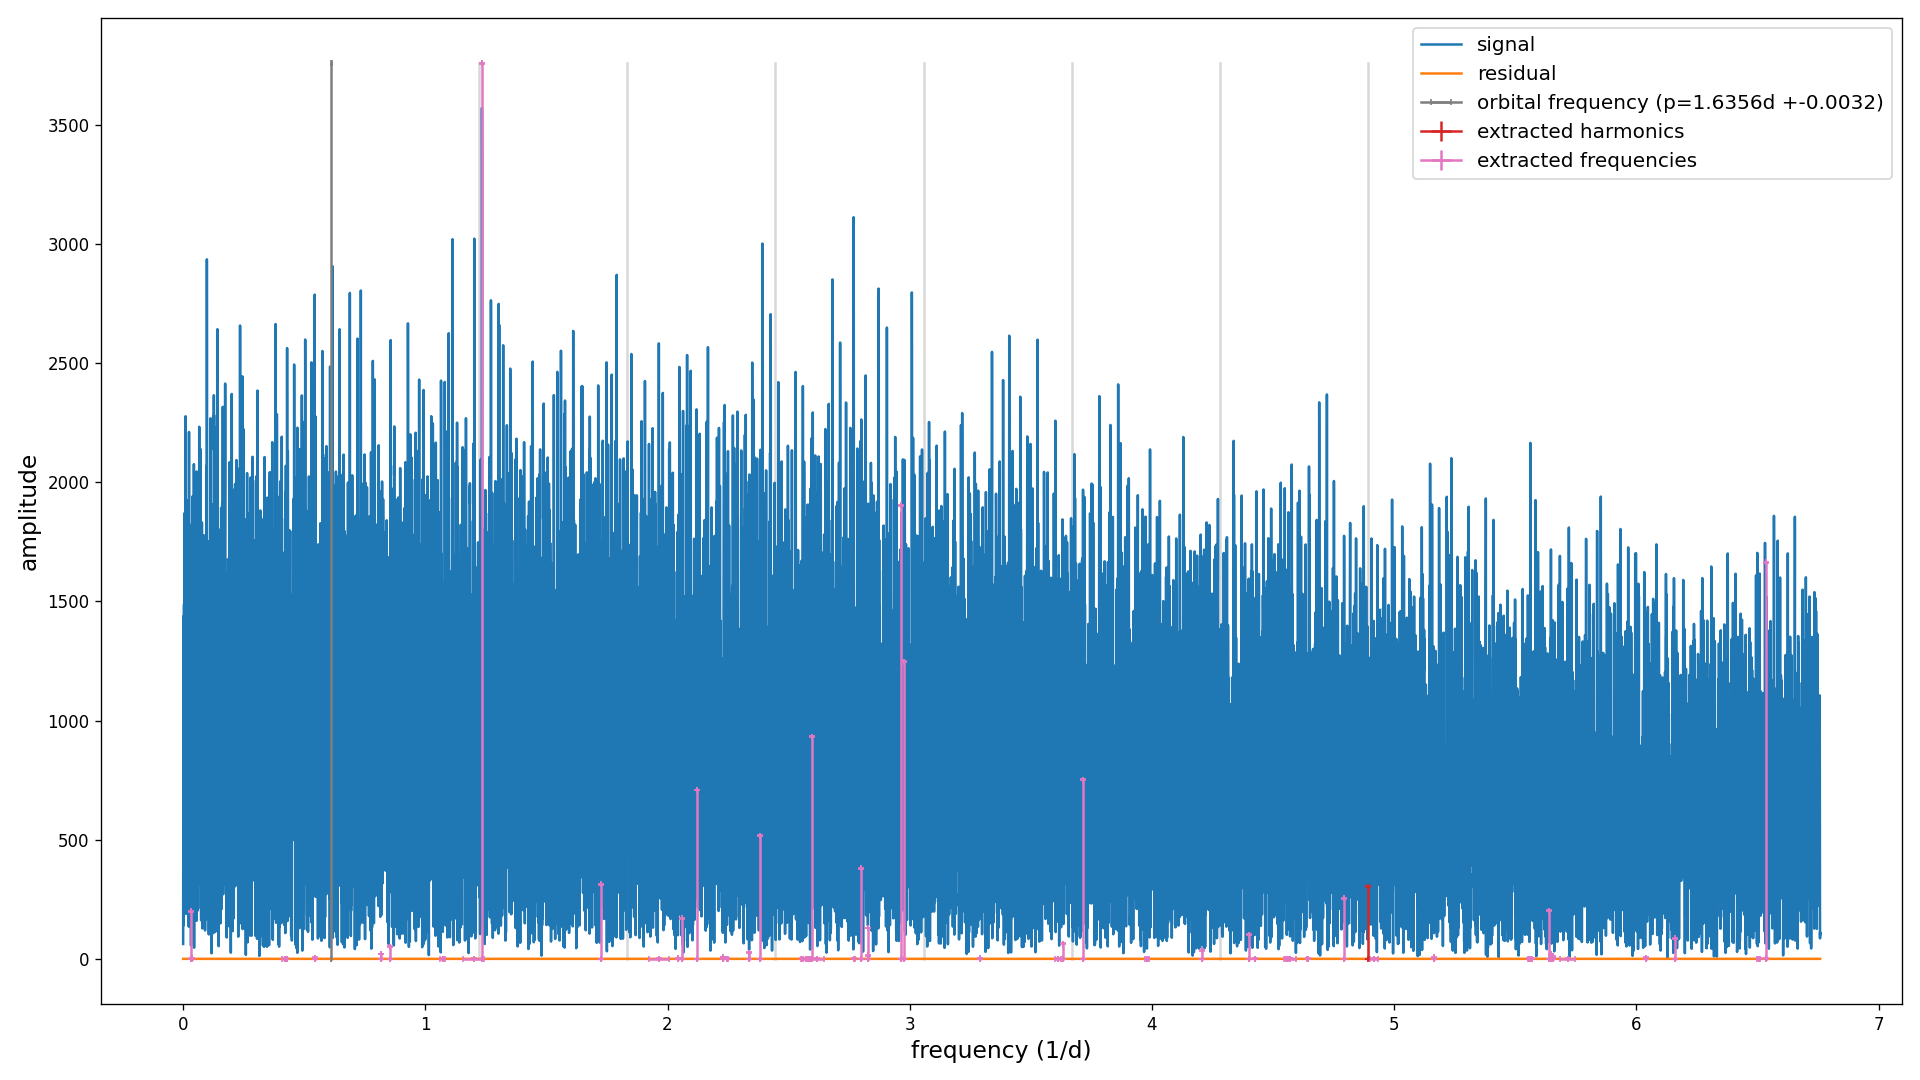 signal
residual
orbital frequency (p=1.6356d +-0.0032)
extracted harmonics
extracted frequencies
3500
3000
2500
2000
1500
1000
500
0
amplitude
0 1 2 3 4 5 6 7
frequency (1/d)